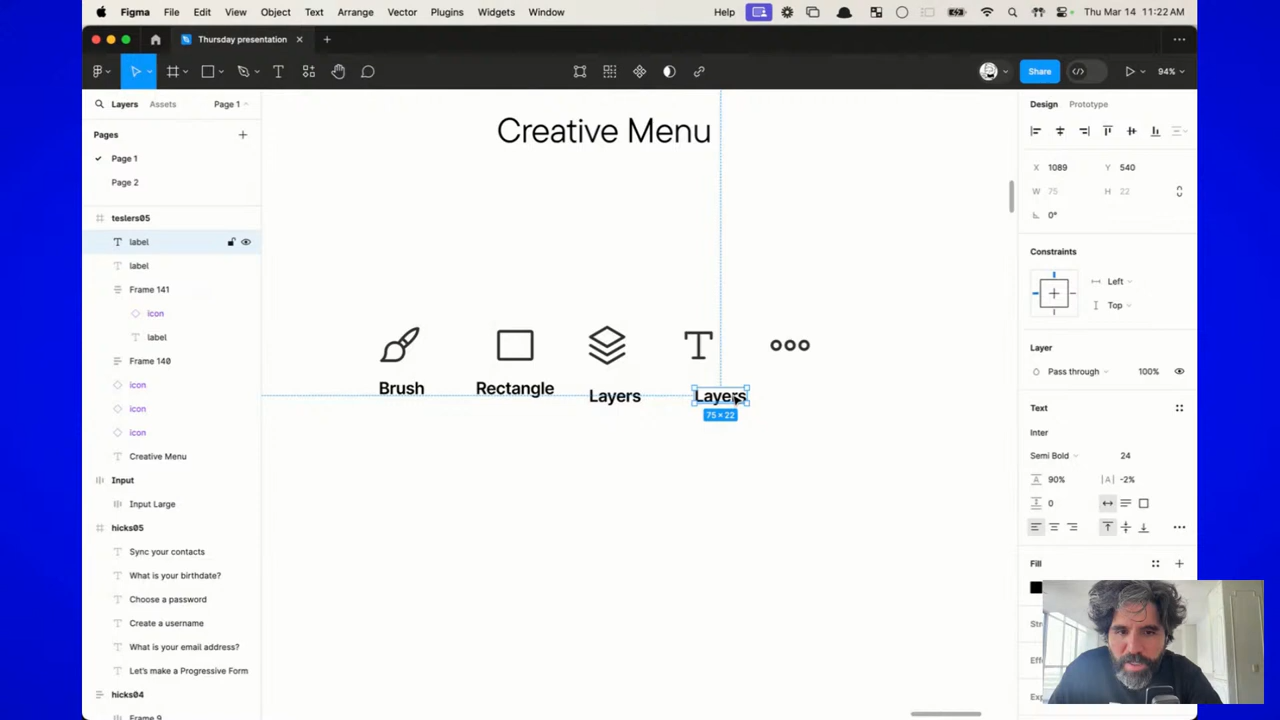 Figma File Edit View Object Text Arrange Vector Plugins Widgets Window Help Thu Mar 14 11:22 AM
Thursday presentation
Share
94%
Layers Assets Page 1
Pages
Page 1
Page 2
teslers05
label
label
Frame 141
icon
label
Frame 140
icon
icon
icon
Creative Menu
Input
Input Large
hicks05
Sync your contacts
What is your birthdate?
Choose a password
Create a username
What is your email address?
Let's make a Progressive Form
hicks04
Frame 9
Creative Menu
Brush Rectangle Layers Layers
75 × 22
Design Prototype
X 1089 Y 540
W 75 H 22
0°
Constraints
Left
Top
Layer
Pass through 100%
Text
Inter
Semi Bold 24
90% |A| -2%
0
Fill